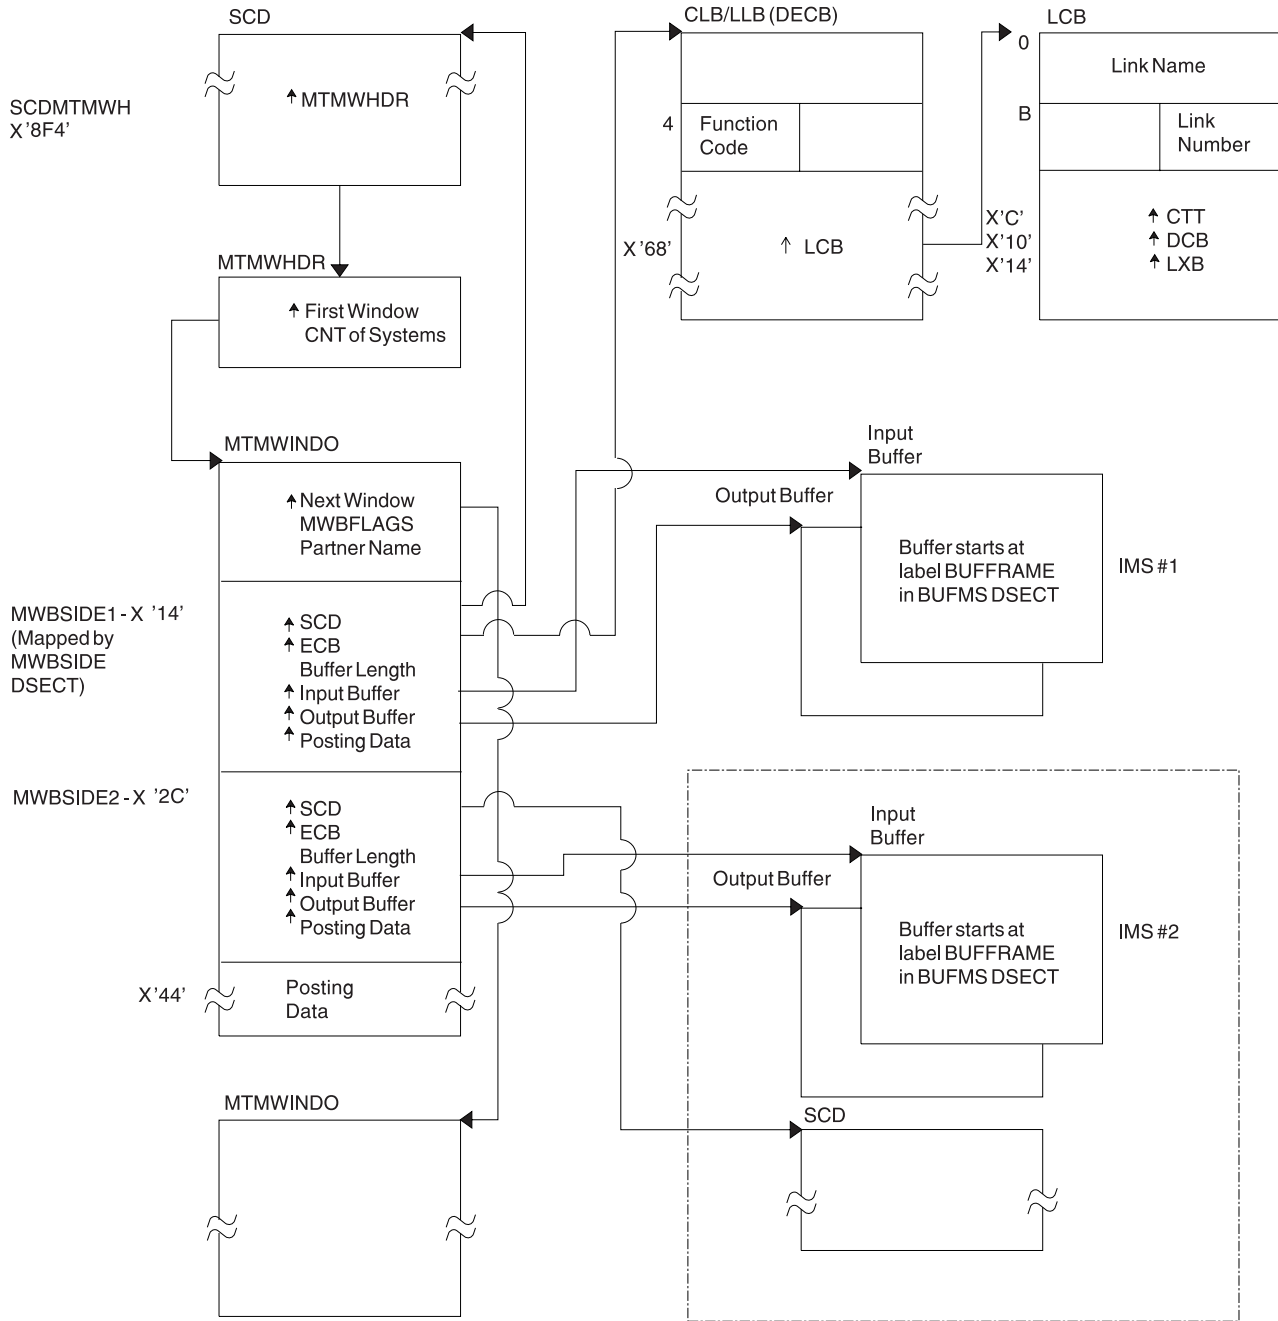 SCD
SCDMTMWH
X'8F4'
MTMWHDR
MTMWHDR
First Window
CNT of Systems
CLB/LLB (DECB)
4
Function
Code
X'68'
LCB
LCB
0
Link Name
B
Link
Number
X'C'
X'10'
X'14'
CTT
DCB
LXB
MTMWINDO
Next Window
MWBFLAGS
Partner Name
MWBSIDE1 - X '14'
(Mapped by
MWBSIDE
DSECT)
SCD
ECB
Buffer Length
Input Buffer
Output Buffer
Posting Data
MWBSIDE2 - X '2C'
SCD
ECB
Buffer Length
Input Buffer
Output Buffer
Posting Data
X'44'
Posting
Data
MTMWINDO
Input
Buffer
Output Buffer
Buffer starts at
label BUFFRAME
in BUFMS DSECT
IMS #1
Input
Buffer
Output Buffer
Buffer starts at
label BUFFRAME
in BUFMS DSECT
IMS #2
SCD